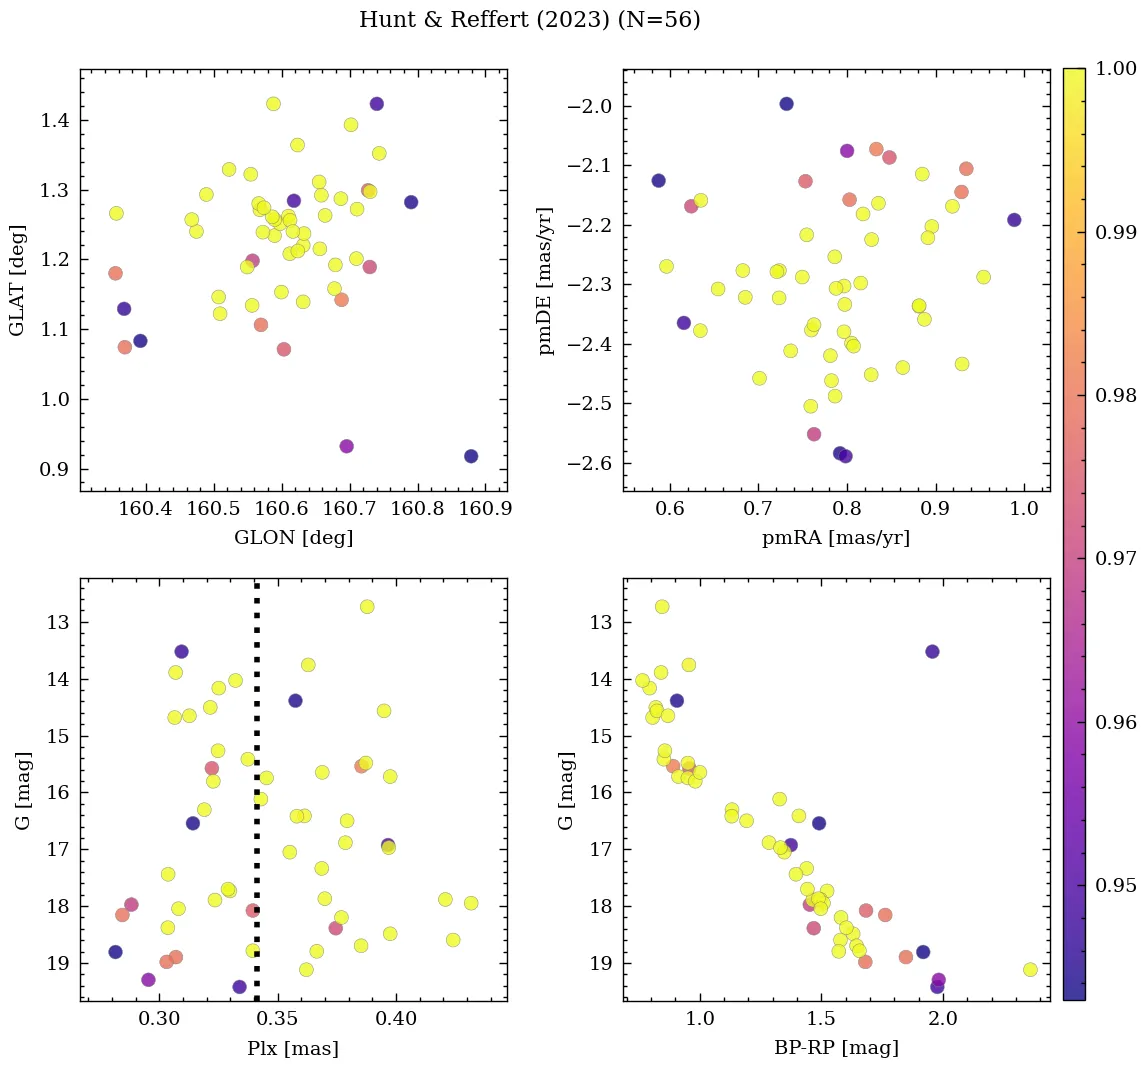 Hunt & Reffert (2023) (N=56)
1.4
1.3
1.2
1.1
1.0
0.9
GLAT [deg]
160.4 160.5 160.6 160.7 160.8 160.9
GLON [deg]
−2.0
−2.1
−2.2
−2.3
−2.4
−2.5
−2.6
pmDE [mas/yr]
0.6 0.7 0.8 0.9 1.0
pmRA [mas/yr]
13
14
15
16
17
18
19
G [mag]
0.30 0.35 0.40
Plx [mas]
13
14
15
16
17
18
19
G [mag]
1.0 1.5 2.0
BP-RP [mag]
1.00
0.99
0.98
0.97
0.96
0.95